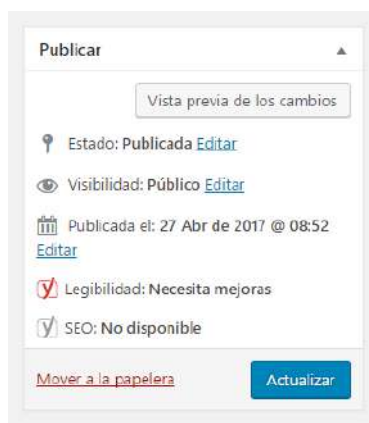 Publicar
Vista previa de los cambios
Estado: Publicada Editar
Visibilidad: Público Editar
Publicada el: 27 Abr de 2017 @ 08:52
Editar
Legibilidad: Necesita mejoras
SEO: No disponible
Mover a la papelera Actualizar